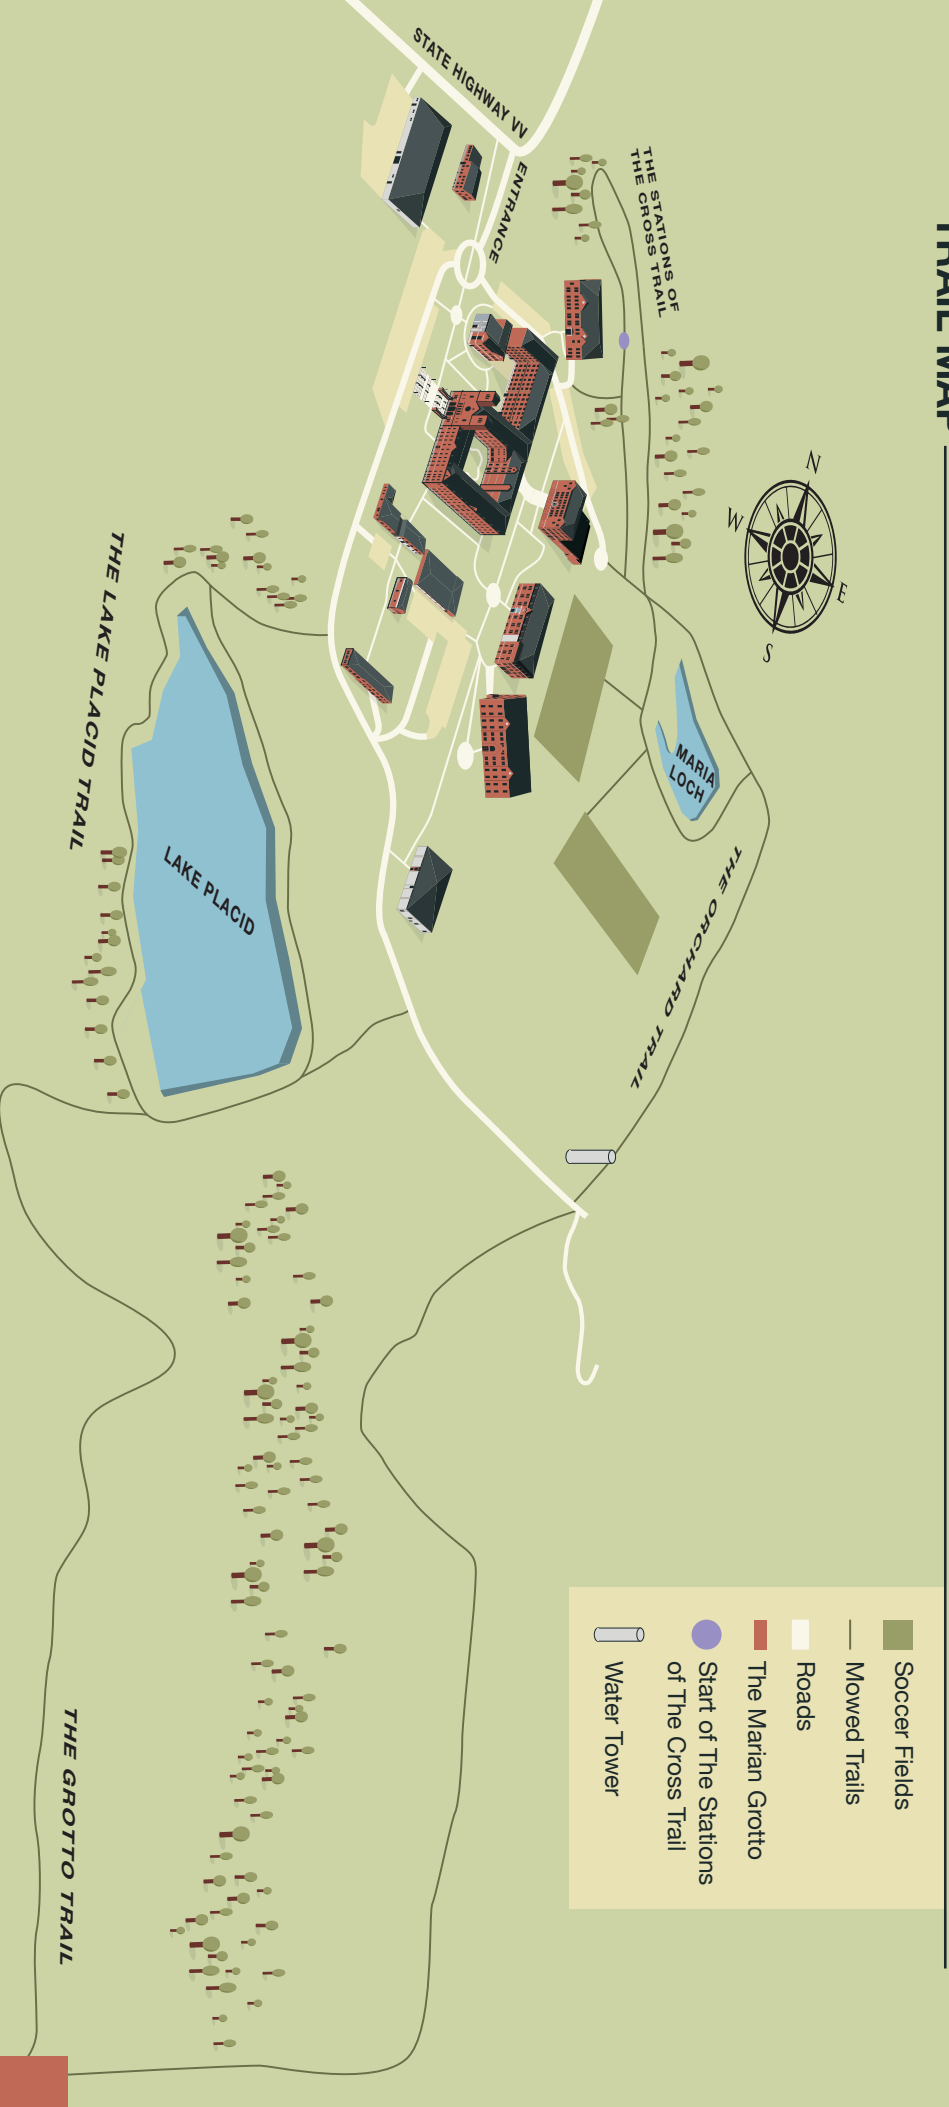 TRAIL MAP
STATE HIGHWAY VV
ENTRANCE
THE STATIONS OF
THE CROSS TRAIL
N
W
E
S
MARIA
LOCH
THE ORCHARD TRAIL
THE LAKE PLACID TRAIL
LAKE PLACID
THE GROTTO TRAIL
Soccer Fields
Mowed Trails
Roads
The Marian Grotto
Start of The Stations
of The Cross Trail
Water Tower